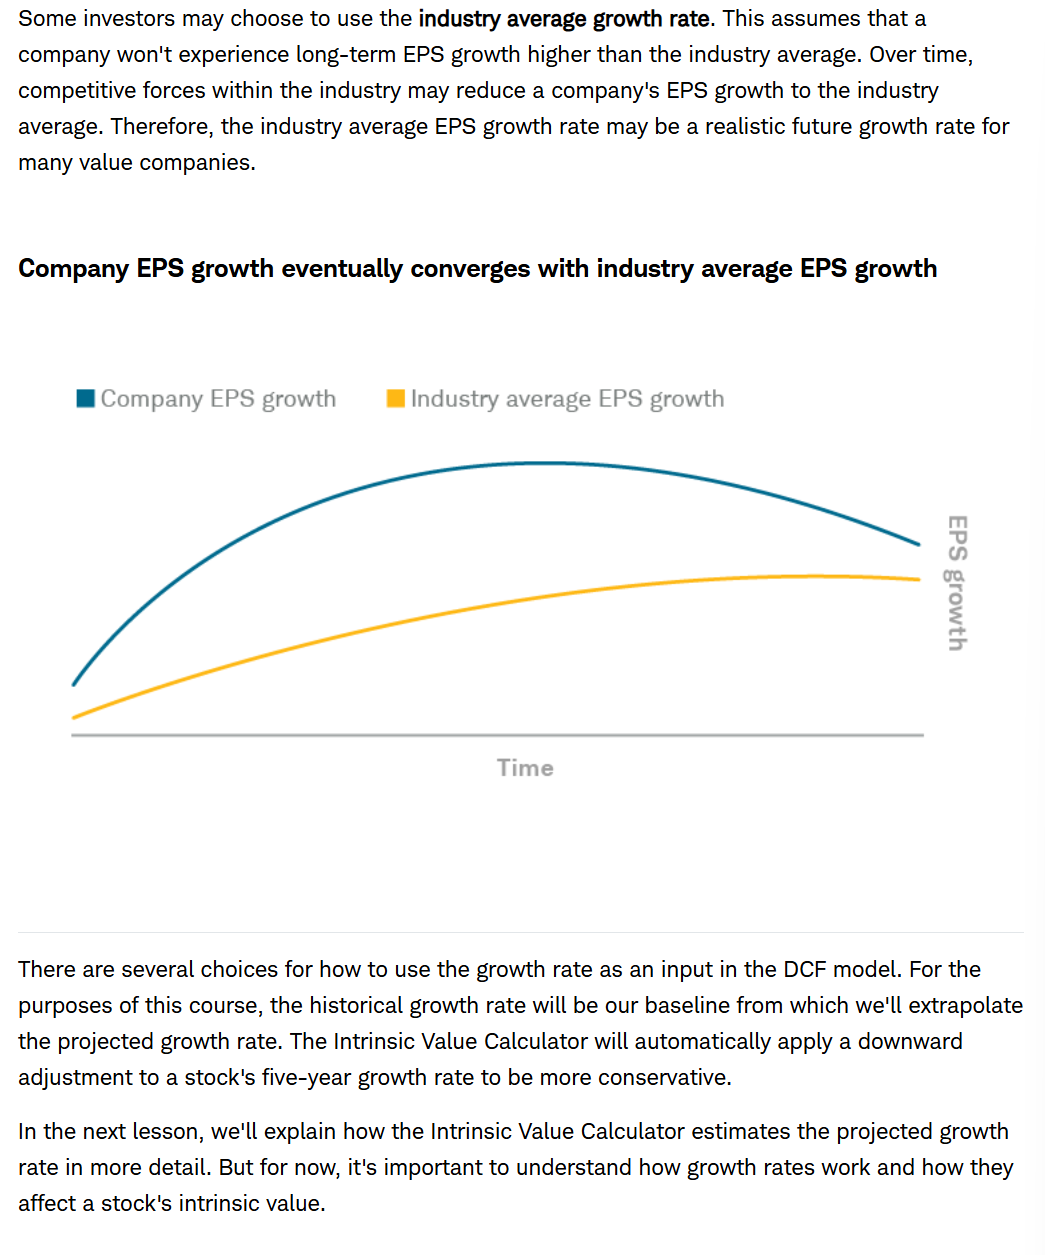 Some investors may choose to use the industry average growth rate. This assumes that a
company won't experience long-term EPS growth higher than the industry average. Over time,
competitive forces within the industry may reduce a company's EPS growth to the industry
average. Therefore, the industry average EPS growth rate may be a realistic future growth rate for
many value companies.
Company EPS growth eventually converges with industry average EPS growth
Company EPS growth
Industry average EPS growth
EPS growth
Time
There are several choices for how to use the growth rate as an input in the DCF model. For the
purposes of this course, the historical growth rate will be our baseline from which we'll extrapolate
the projected growth rate. The Intrinsic Value Calculator will automatically apply a downward
adjustment to a stock's five-year growth rate to be more conservative.
In the next lesson, we'll explain how the Intrinsic Value Calculator estimates the projected growth
rate in more detail. But for now, it's important to understand how growth rates work and how they
affect a stock's intrinsic value.